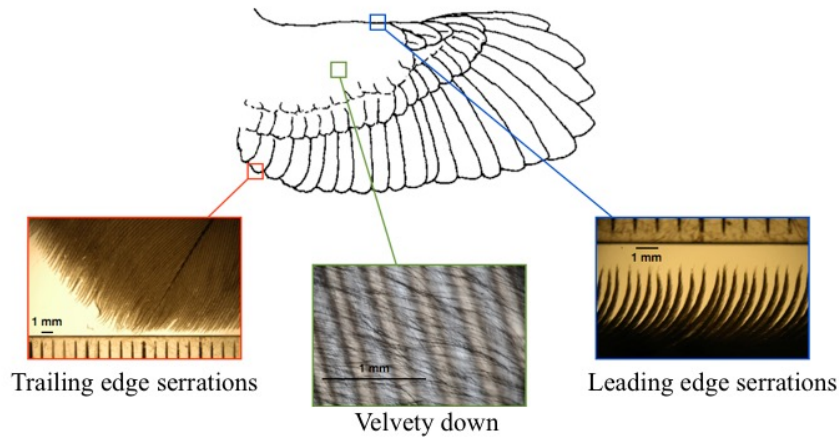 1 mm
1 mm
1 mm
Trailing edge serrations
Velvety down
Leading edge serrations